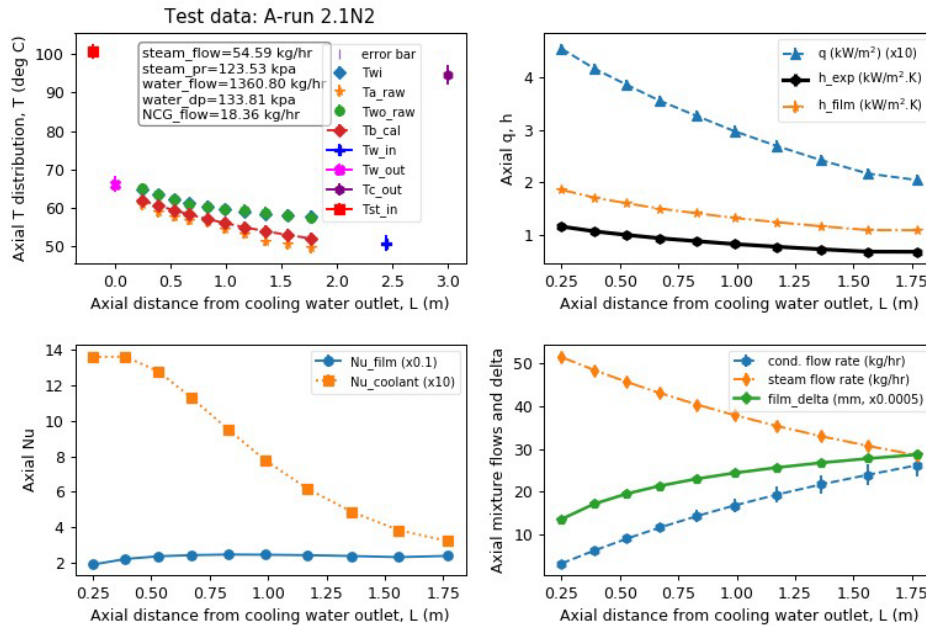 Test data: A-run 2.1N2
Axial T distribution, T (deg C)
100
90
80
70
60
50
steam_flow=54.59 kg/hr
steam_pr=123.53 kpa
water_flow=1360.80 kg/hr
water_dp=133.81 kpa
NCG_flow=18.36 kg/hr
error bar
Twi
Ta_raw
Two_raw
Tb_cal
Tw_in
Tw_out
Tc_out
Tst_in
0.0 0.5 1.0 1.5 2.0 2.5 3.0
Axial distance from cooling water outlet, L (m)
Axial q, h
4
3
2
1
q (kW/m²) (x10)
h_exp (kW/m².K)
h_film (kW/m².K)
0.25 0.50 0.75 1.00 1.25 1.50 1.75
Axial distance from cooling water outlet, L (m)
Axial Nu
14
12
10
8
6
4
2
Nu_film (x0.1)
Nu_coolant (x10)
0.25 0.50 0.75 1.00 1.25 1.50 1.75
Axial distance from cooling water outlet, L (m)
Axial mixture flows and delta
50
40
30
20
10
0
cond. flow rate (kg/hr)
steam flow rate (kg/hr)
film_delta (mm, x0.0005)
0.25 0.50 0.75 1.00 1.25 1.50 1.75
Axial distance from cooling water outlet, L (m)